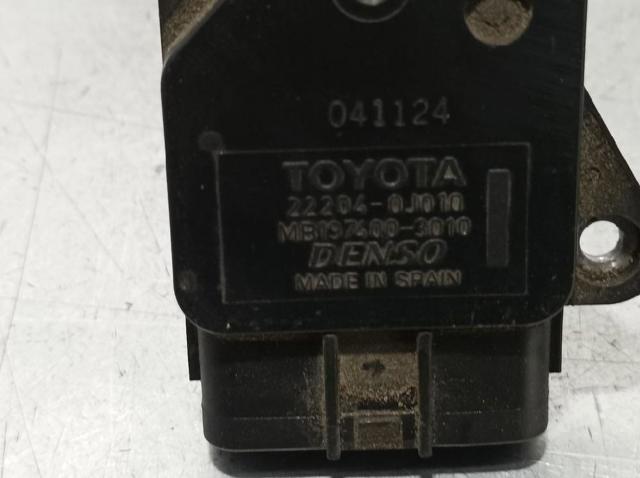 041124
TOYOTA
22204-0J010
MB197400-3010
DENSO
MADE IN SPAIN